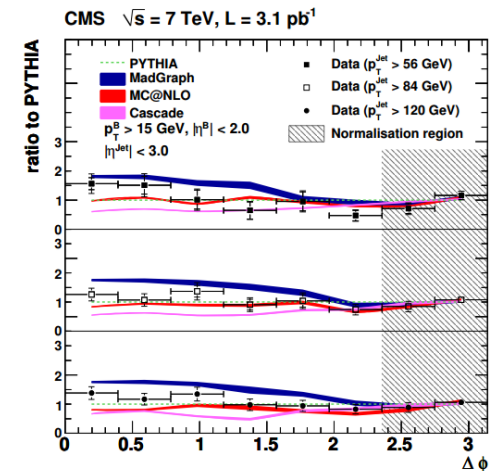 CMS √s = 7 TeV, L = 3.1 pb⁻¹
ratio to PYTHIA
PYTHIA
MadGraph
MC@NLO
Cascade
p_T^B > 15 GeV, |η^B| < 2.0
|η^Jet| < 3.0
Data (p_T^Jet > 56 GeV)
Data (p_T^Jet > 84 GeV)
Data (p_T^Jet > 120 GeV)
Normalisation region
3
2
1
0
3
2
1
0
3
2
1
0
0 0.5 1 1.5 2 2.5 3
Δ ϕ